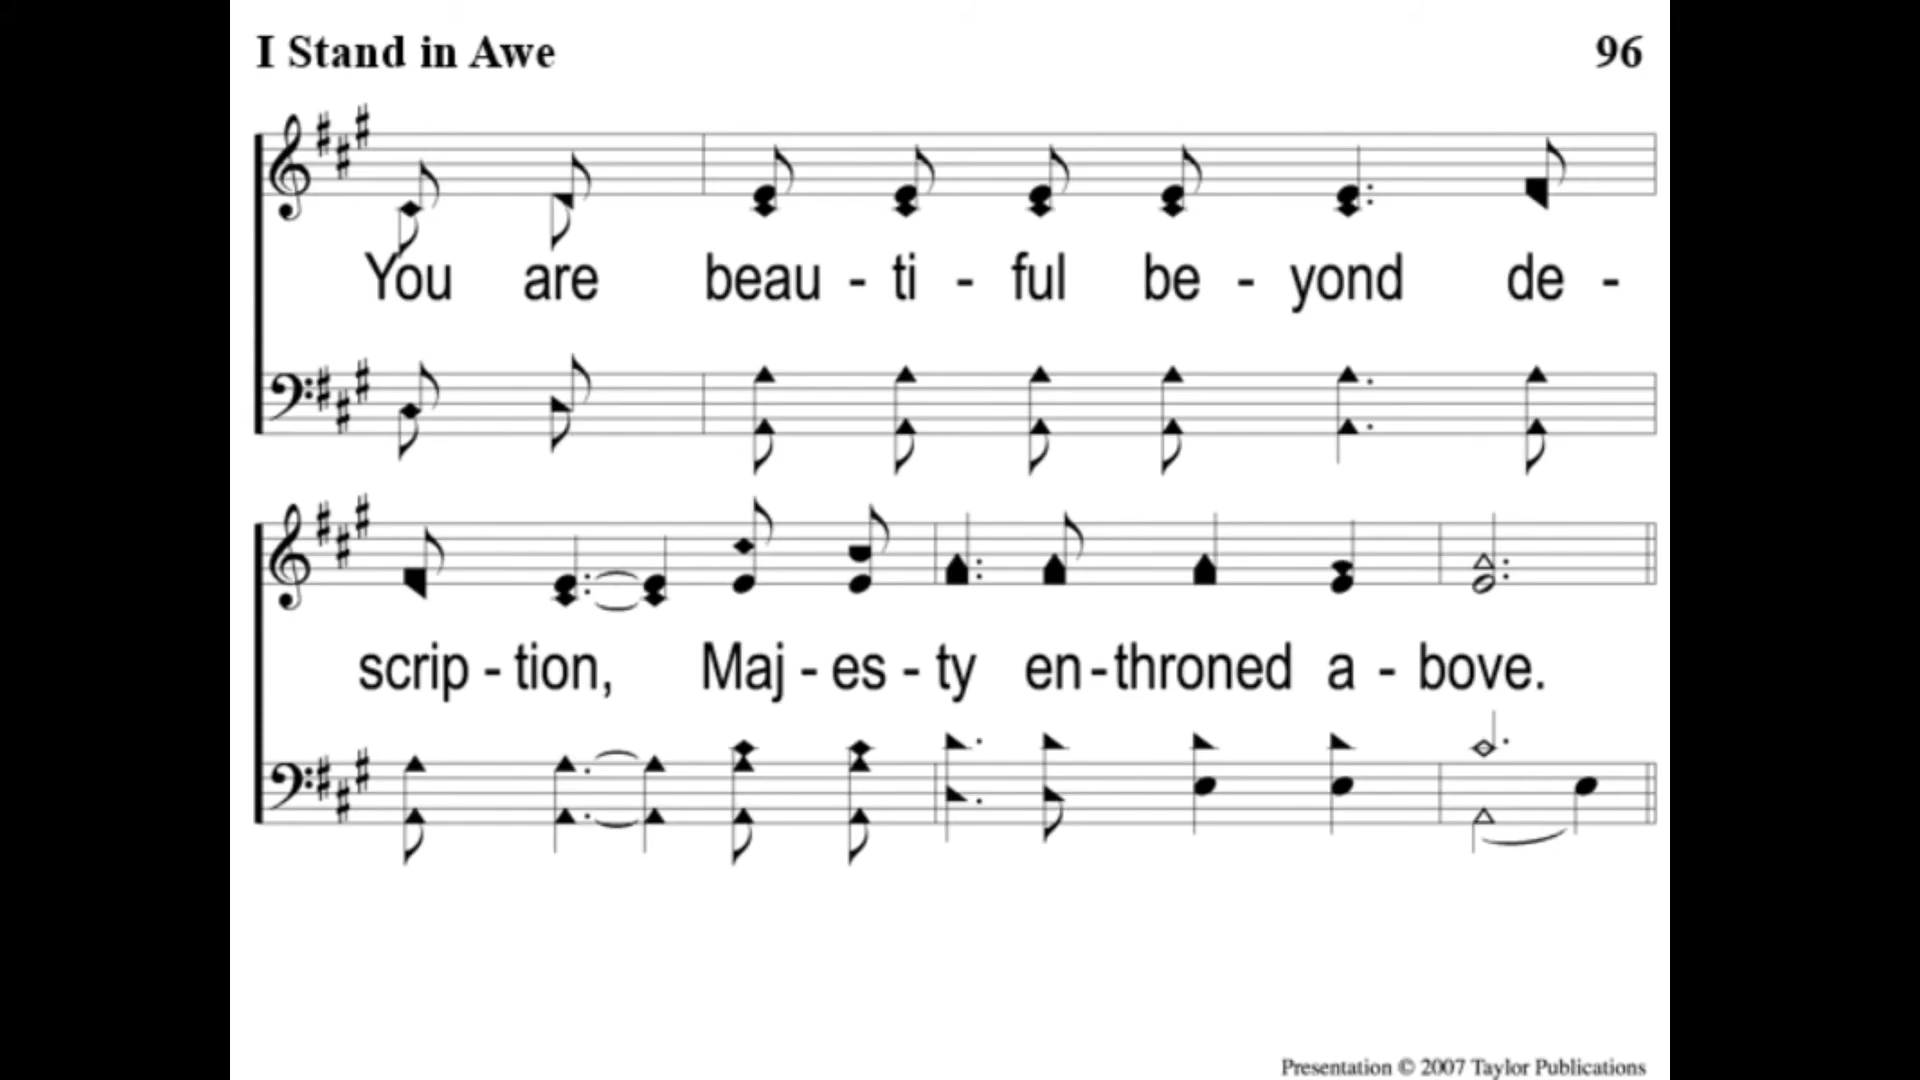 I Stand in Awe 96
You are beau - ti - ful be - yond de -
scrip - tion, Maj - es - ty en - throned a - bove.
Presentation © 2007 Taylor Publications